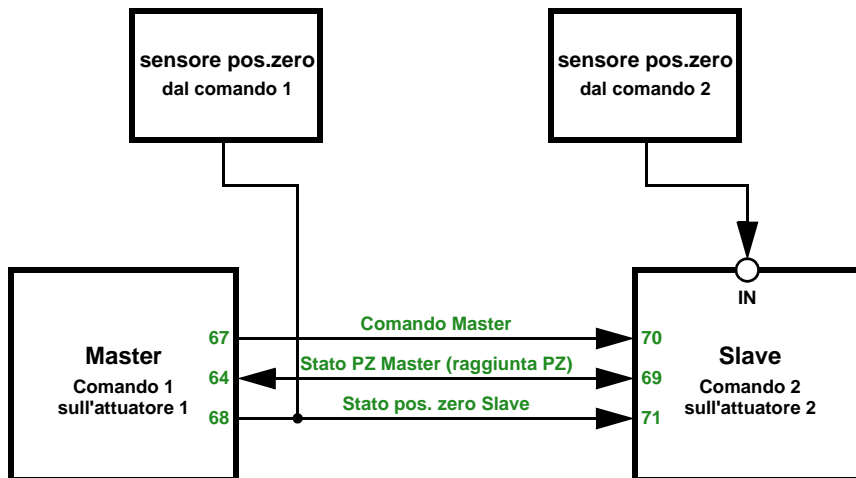 sensore pos.zero
dal comando 1
sensore pos.zero
dal comando 2
IN
Master
Comando 1
sull'attuatore 1
67
64
68
Comando Master
Stato PZ Master (raggiunta PZ)
Stato pos. zero Slave
70
69
71
Slave
Comando 2
sull'attuatore 2